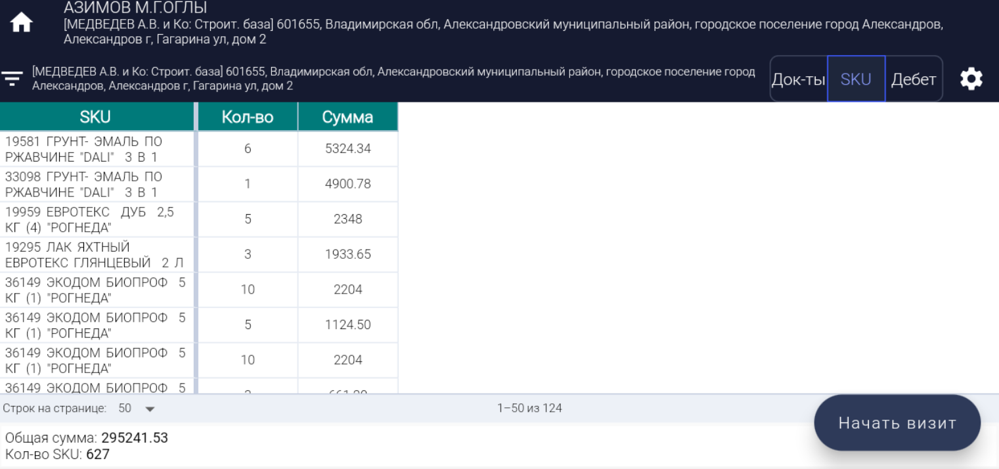 АЗИМОВ М.Г.ОГЛЫ
[МЕДВЕДЕВ А.В. и Ко: Строит. база] 601655, Владимирская обл, Александровский муниципальный район, городское поселение город Александров,
Александров г, Гагарина ул, дом 2
[МЕДВЕДЕВ А.В. и Ко: Строит. база] 601655, Владимирская обл, Александровский муниципальный район, городское поселение город
Александров, Александров г, Гагарина ул, дом 2
Док-ты SKU Дебет
SKU Кол-во Сумма
19581 ГРУНТ- ЭМАЛЬ ПО
РЖАВЧИНЕ "DALI" 3 В 1
6 5324.34
33098 ГРУНТ- ЭМАЛЬ ПО
РЖАВЧИНЕ "DALI" 3 В 1
1 4900.78
19959 ЕВРОТЕКС ДУБ 2,5
КГ (4) "РОГНЕДА"
5 2348
19295 ЛАК ЯХТНЫЙ
ЕВРОТЕКС ГЛЯНЦЕВЫЙ 2 Л
3 1933.65
36149 ЭКОДОМ БИОПРОФ 5
КГ (1) "РОГНЕДА"
10 2204
36149 ЭКОДОМ БИОПРОФ 5
КГ (1) "РОГНЕДА"
5 1124.50
36149 ЭКОДОМ БИОПРОФ 5
КГ (1) "РОГНЕДА"
10 2204
36149 ЭКОДОМ БИОПРОФ 5
Строк на странице: 50
1–50 из 124
Начать визит
Общая сумма: 295241.53
Кол-во SKU: 627